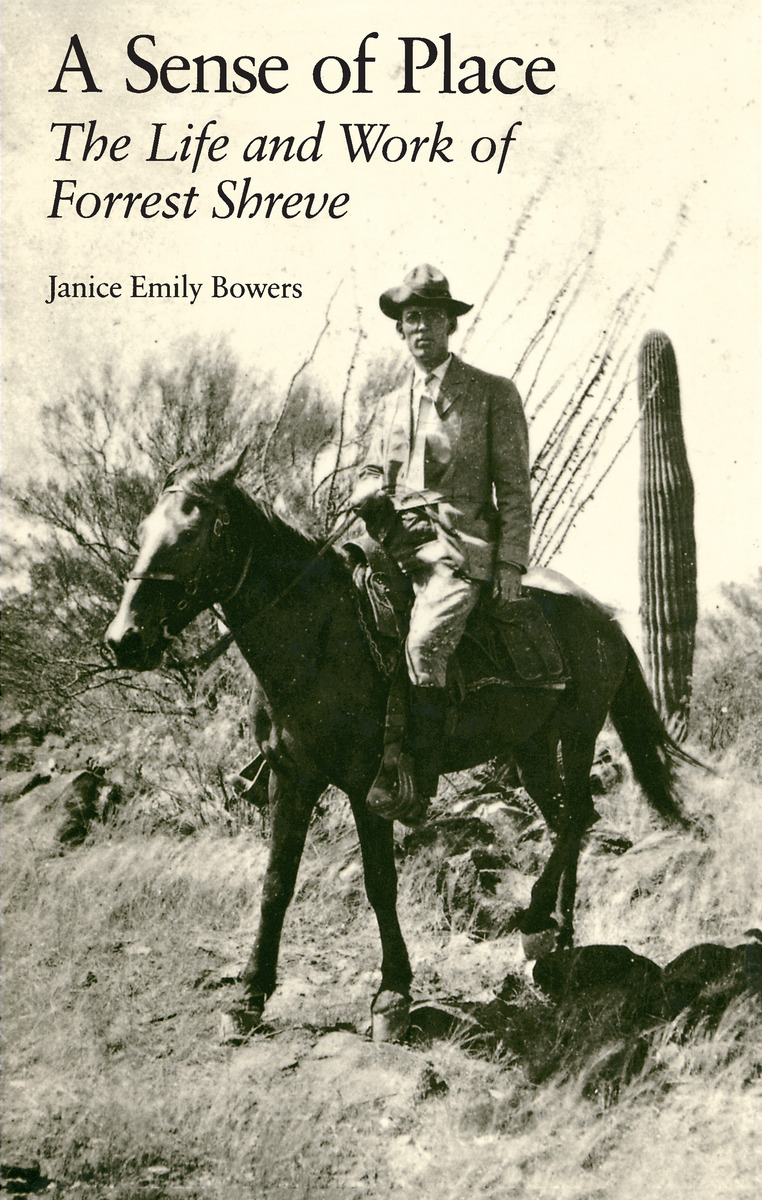 A Sense of Place
The Life and Work of
Forrest Shreve
Janice Emily Bowers